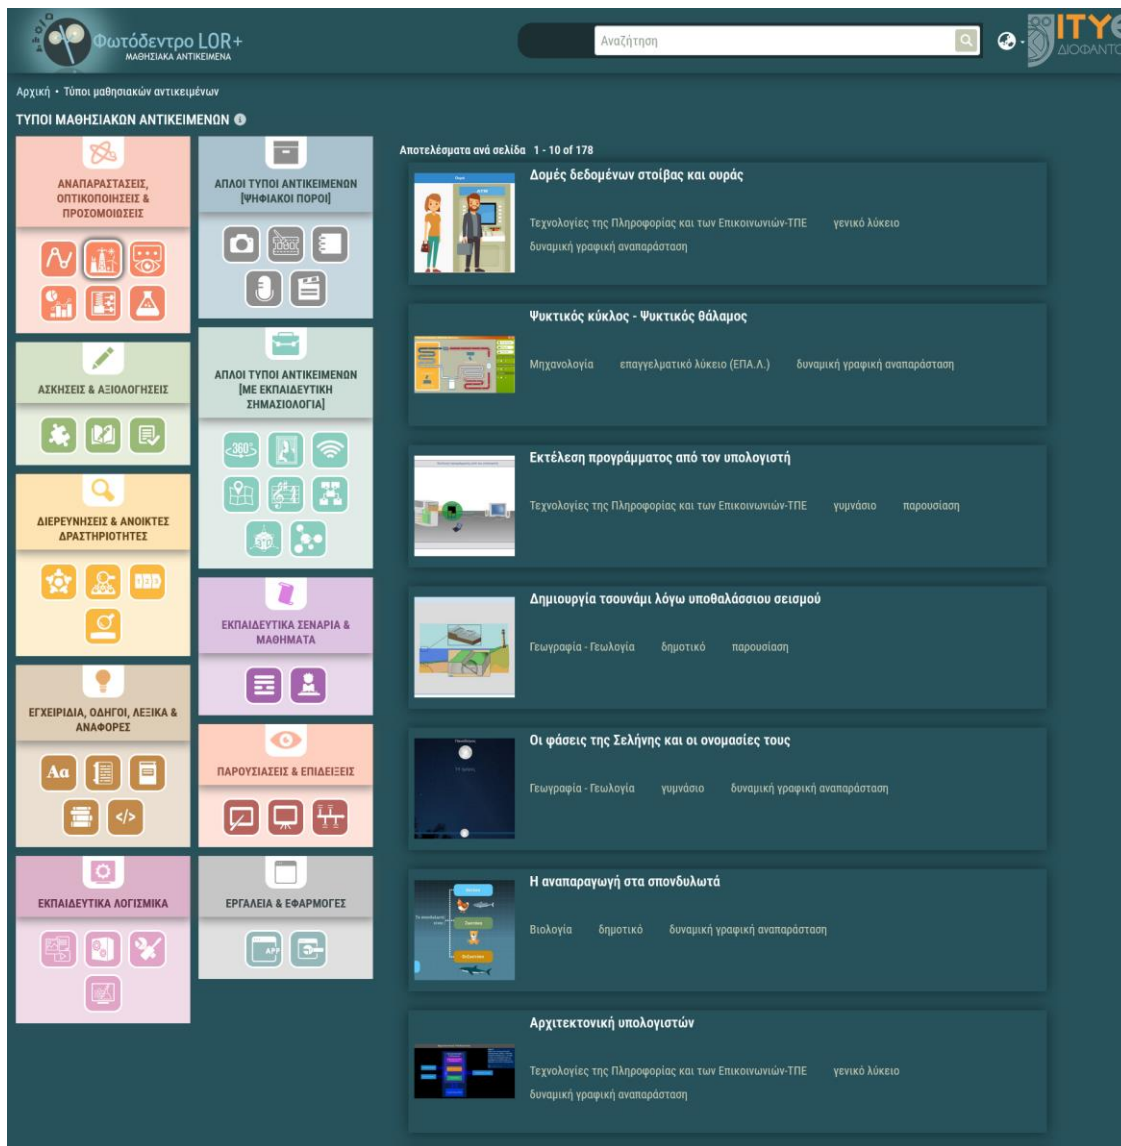 Φωτόδεντρο LOR+
ΜΑΘΗΣΙΑΚΑ ΑΝΤΙΚΕΙΜΕΝΑ
Αναζήτηση
ΙΤΥε
ΔΙΟΦΑΝΤΟ
Αρχική • Τύποι μαθησιακών αντικειμένων
ΤΥΠΟΙ ΜΑΘΗΣΙΑΚΩΝ ΑΝΤΙΚΕΙΜΕΝΩΝ
ΑΝΑΠΑΡΑΣΤΑΣΕΙΣ,
ΟΠΤΙΚΟΠΟΙΗΣΕΙΣ &
ΠΡΟΣΟΜΟΙΩΣΕΙΣ
ΑΣΚΗΣΕΙΣ & ΑΞΙΟΛΟΓΗΣΕΙΣ
ΔΙΕΡΕΥΝΗΣΕΙΣ & ΑΝΟΙΚΤΕΣ
ΔΡΑΣΤΗΡΙΟΤΗΤΕΣ
ΕΓΧΕΙΡΙΔΙΑ, ΟΔΗΓΟΙ, ΛΕΞΙΚΑ &
ΑΝΑΦΟΡΕΣ
Aα
</>
ΕΚΠΑΙΔΕΥΤΙΚΑ ΛΟΓΙΣΜΙΚΑ
ΑΠΛΟΙ ΤΥΠΟΙ ΑΝΤΙΚΕΙΜΕΝΩΝ
[ΨΗΦΙΑΚΟΙ ΠΟΡΟΙ]
ΑΠΛΟΙ ΤΥΠΟΙ ΑΝΤΙΚΕΙΜΕΝΩΝ
[ΜΕ ΕΚΠΑΙΔΕΥΤΙΚΗ
ΣΗΜΑΣΙΟΛΟΓΙΑ]
360°
ΕΚΠΑΙΔΕΥΤΙΚΑ ΣΕΝΑΡΙΑ &
ΜΑΘΗΜΑΤΑ
ΠΑΡΟΥΣΙΑΣΕΙΣ & ΕΠΙΔΕΙΞΕΙΣ
ΕΡΓΑΛΕΙΑ & ΕΦΑΡΜΟΓΕΣ
APP
Αποτελέσματα ανά σελίδα 1 - 10 of 178
Δομές δεδομένων στοίβας και ουράς
Τεχνολογίες της Πληροφορίας και των Επικοινωνιών-ΤΠΕ γενικό λύκειο
δυναμική γραφική αναπαράσταση
Ψυκτικός κύκλος - Ψυκτικός θάλαμος
Μηχανολογία επαγγελματικό λύκειο (ΕΠΑ.Λ.) δυναμική γραφική αναπαράσταση
Εκτέλεση προγράμματος από τον υπολογιστή
Τεχνολογίες της Πληροφορίας και των Επικοινωνιών-ΤΠΕ γυμνάσιο παρουσίαση
Δημιουργία τσουνάμι λόγω υποθαλάσσιου σεισμού
Γεωγραφία - Γεωλογία δημοτικό παρουσίαση
Οι φάσεις της Σελήνης και οι ονομασίες τους
Γεωγραφία - Γεωλογία γυμνάσιο δυναμική γραφική αναπαράσταση
Η αναπαραγωγή στα σπονδυλωτά
Βιολογία δημοτικό δυναμική γραφική αναπαράσταση
Αρχιτεκτονική υπολογιστών
Τεχνολογίες της Πληροφορίας και των Επικοινωνιών-ΤΠΕ γενικό λύκειο
δυναμική γραφική αναπαράσταση